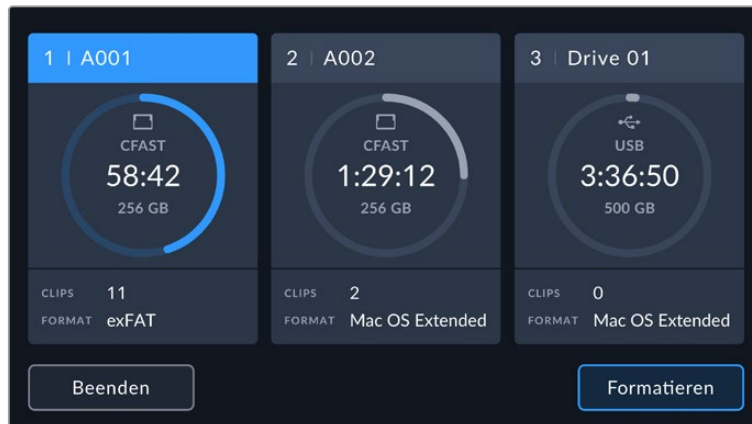 1 | A001
CFAST
58:42
256 GB
CLIPS 11
FORMAT exFAT
2 | A002
CFAST
1:29:12
256 GB
CLIPS 2
FORMAT Mac OS Extended
3 | Drive 01
USB
3:36:50
500 GB
CLIPS 0
FORMAT Mac OS Extended
Beenden
Formatieren